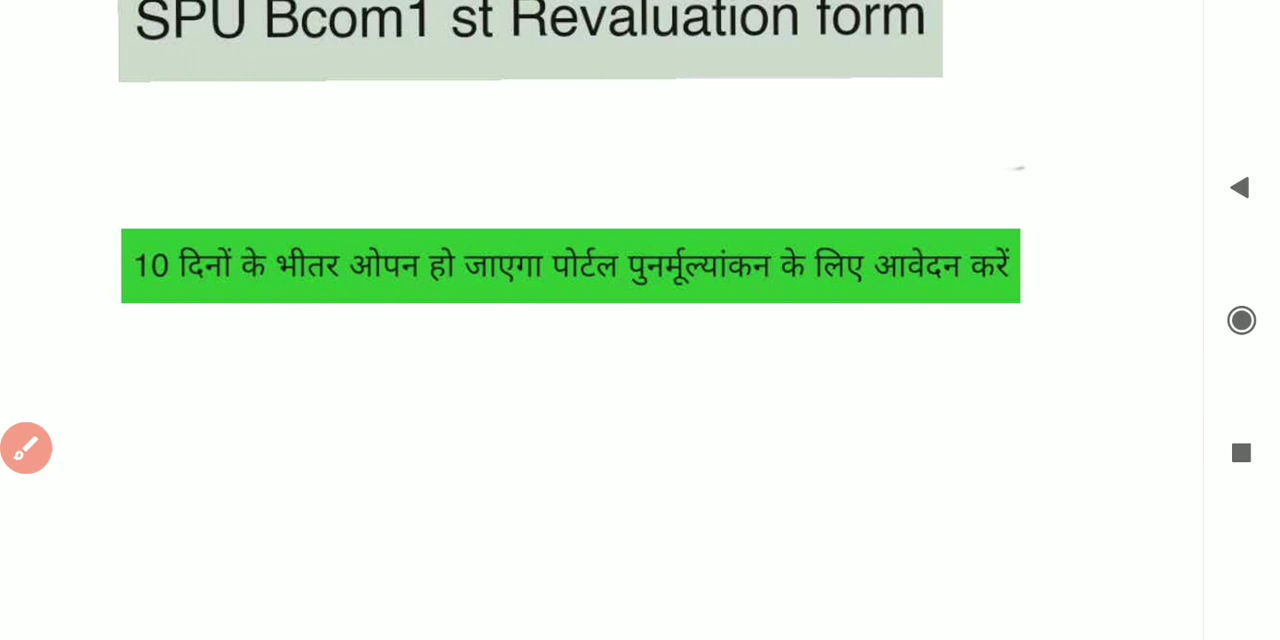 SPU Bcom1 st Revaluation form
10 दिनों के भीतर ओपन हो जाएगा पोर्टल पुनर्मूल्यांकन के लिए आवेदन करें